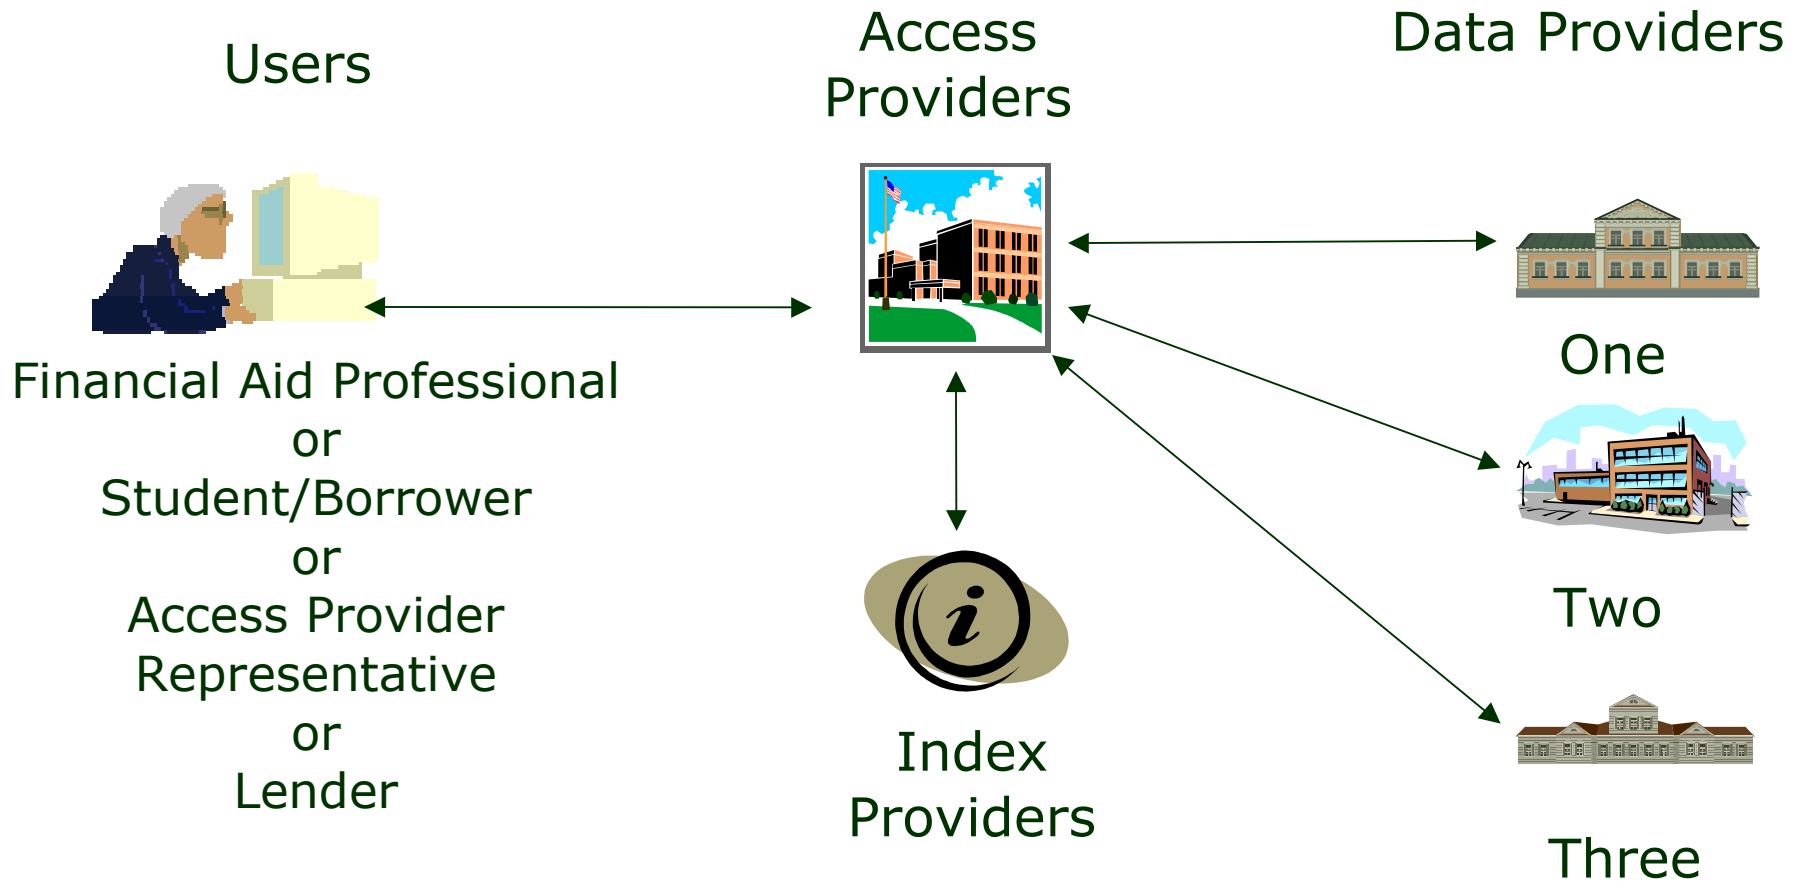 Users
Financial Aid Professional
or
Student/Borrower
or
Access Provider
Representative
or
Lender
Access
Providers
i
Index
Providers
Data Providers
One
Two
Three